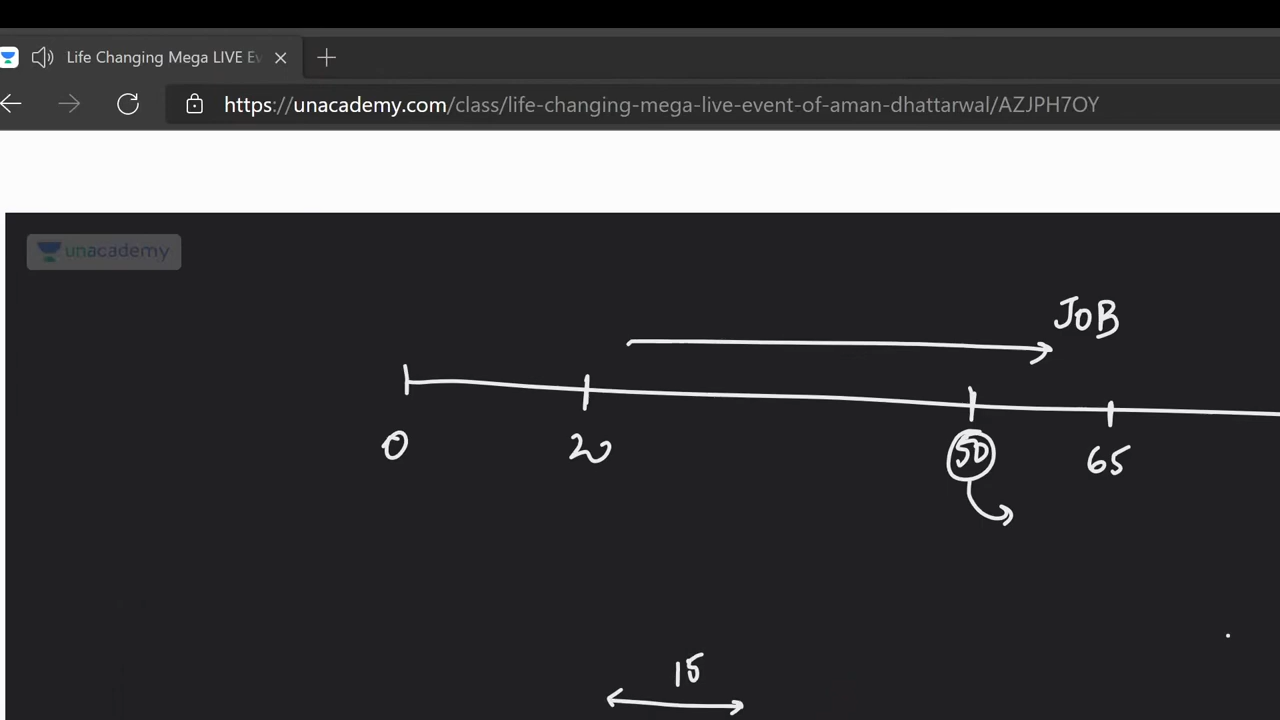 Life Changing Mega LIVE Ev
https://unacademy.com/class/life-changing-mega-live-event-of-aman-dhattarwal/AZJPH7OY
unacademy
JOB
0 20 50 65
15